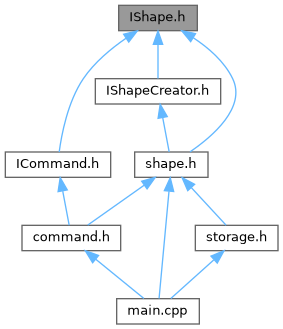 IShape.h
IShapeCreator.h
ICommand.h
shape.h
command.h
storage.h
main.cpp